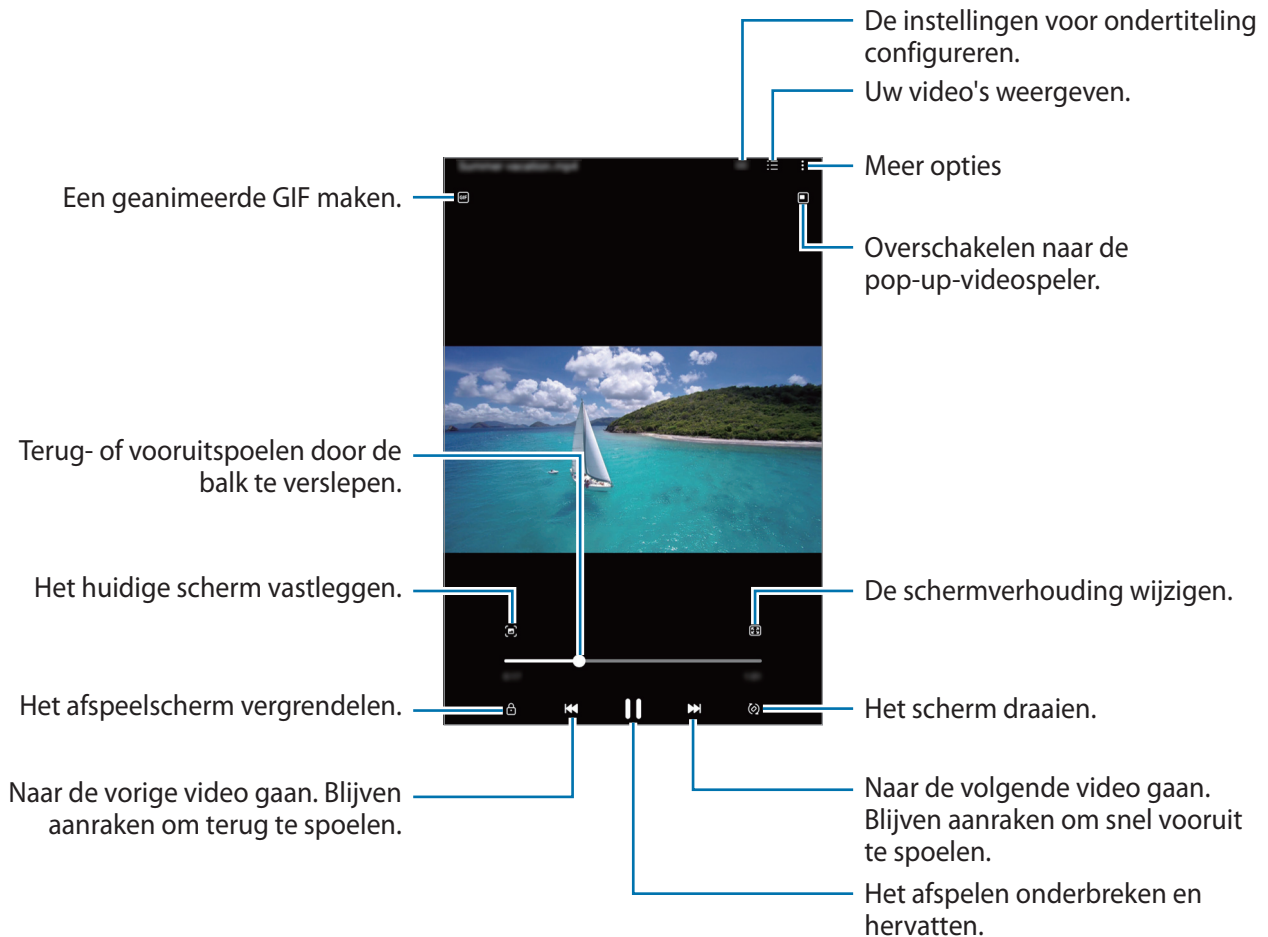 De instellingen voor ondertiteling
configureren.
Uw video's weergeven.
Meer opties
Een geanimeerde GIF maken.
GIF
Overschakelen naar de
pop-up-videospeler.
Terug- of vooruitspoelen door de
balk te verslepen.
Het huidige scherm vastleggen.
De schermverhouding wijzigen.
Het afspeelscherm vergrendelen.
Het scherm draaien.
Naar de vorige video gaan. Blijven
aanraken om terug te spoelen.
Naar de volgende video gaan.
Blijven aanraken om snel vooruit
te spoelen.
Het afspelen onderbreken en
hervatten.